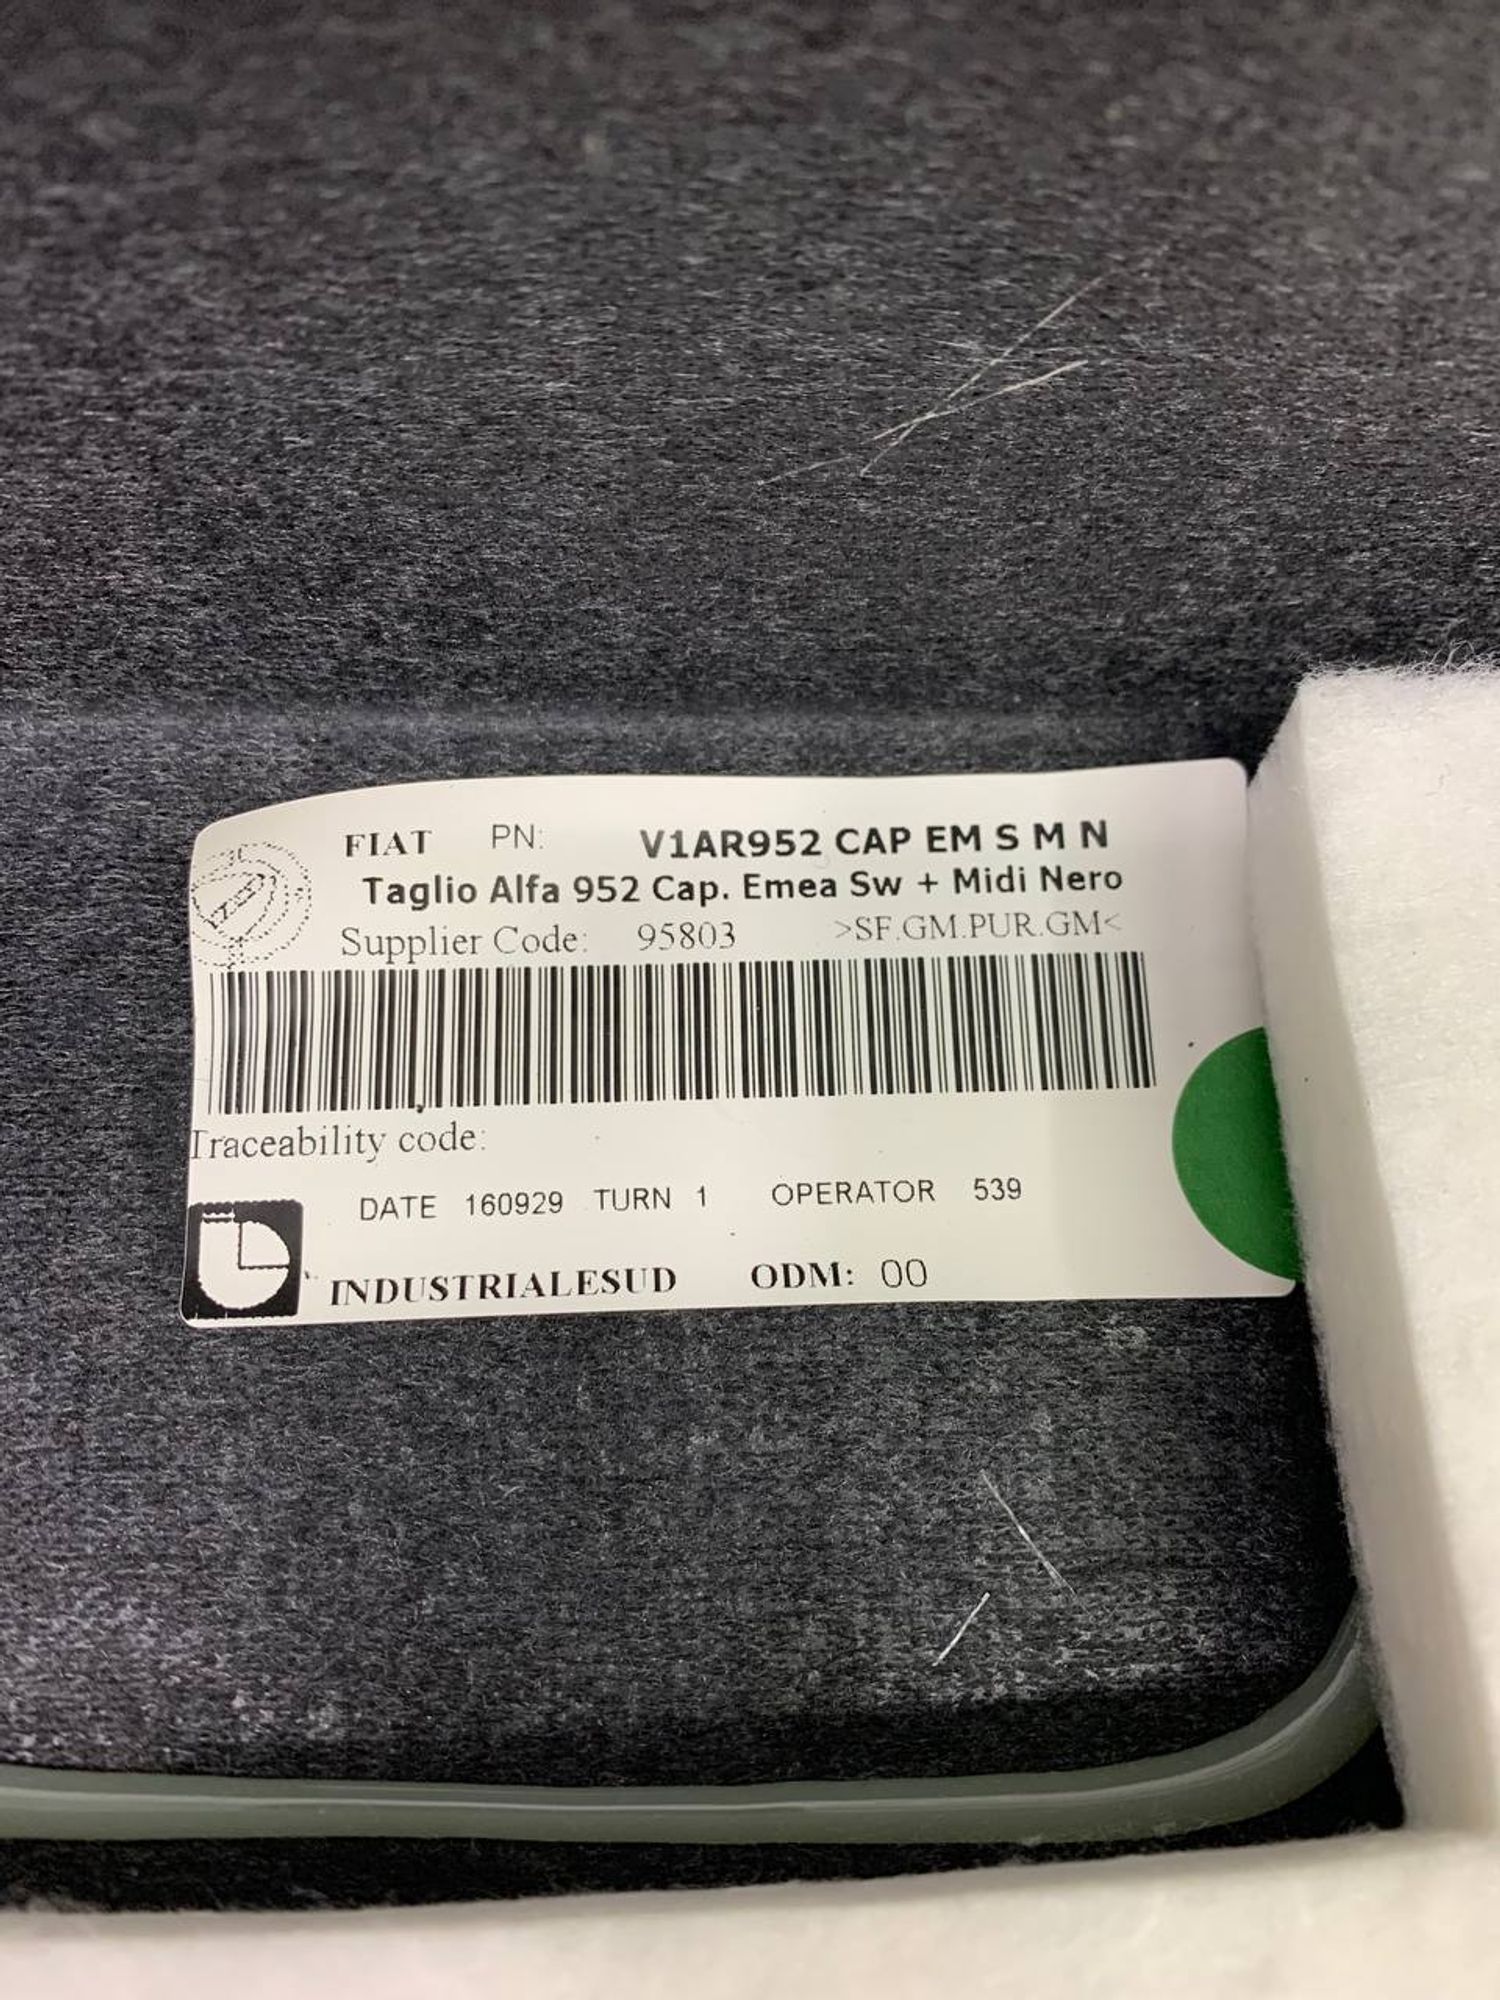 FIAT PN: V1AR952 CAP EM S M N
Taglio Alfa 952 Cap. Emea Sw + Midi Nero
Supplier Code: 95803 >SF.GM.PUR.GM<
Traceability code:
DATE 160929 TURN 1 OPERATOR 539
INDUSTRIALESUD ODM: 00